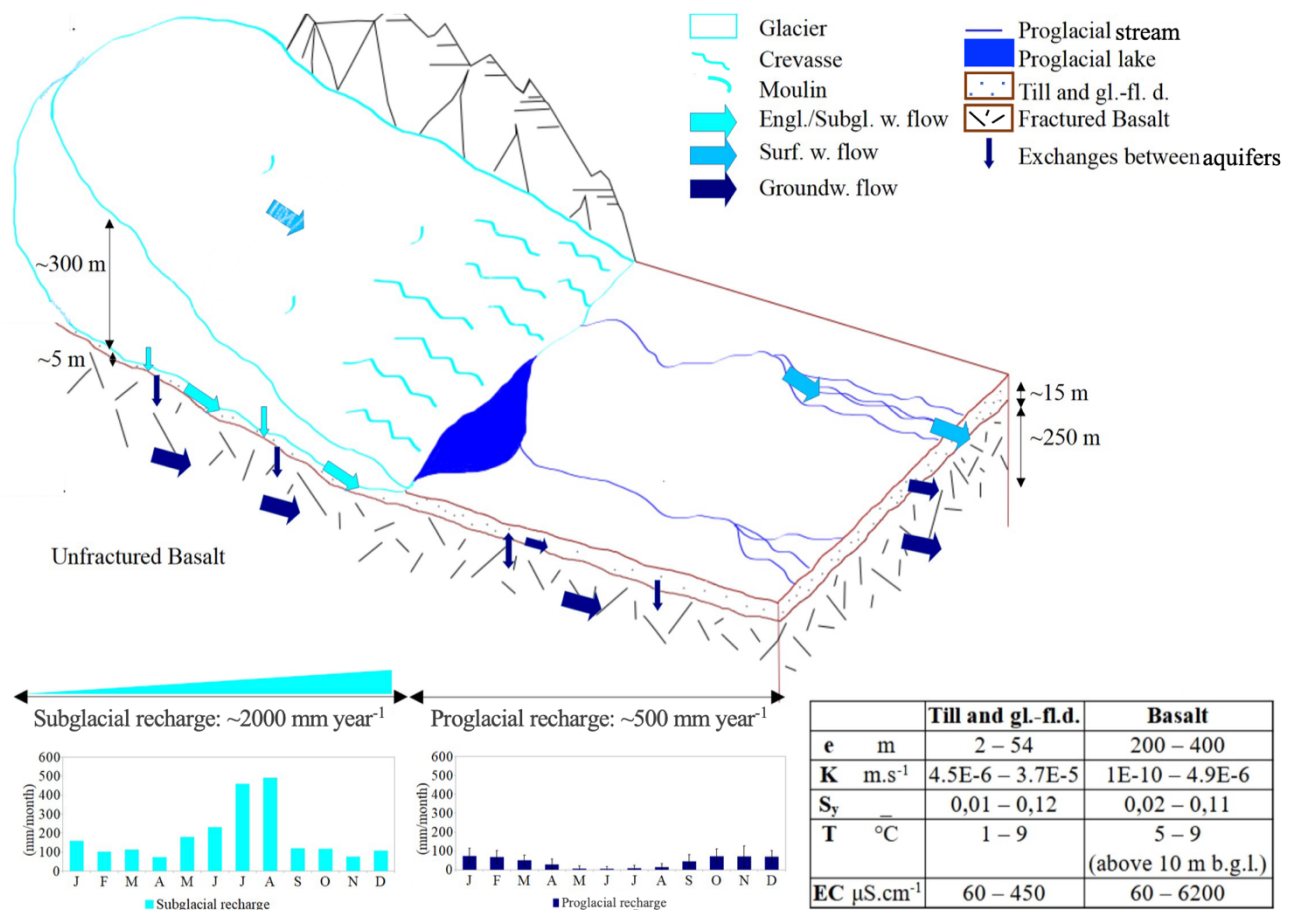 Glacier
Crevasse
Moulin
Engl./Subgl. w. flow
Surf. w. flow
Groundw. flow
Proglacial stream
Proglacial lake
Till and gl.-fl. d.
Fractured Basalt
Exchanges between aquifers
~300 m
~5 m
~15 m
~250 m
Unfractured Basalt
Subglacial recharge: ~2000 mm year-1
Proglacial recharge: ~500 mm year-1
(mm/month)
600
500
400
300
200
100
0
J F M A M J J A S O N D
Subglacial recharge
(mm/month)
600
500
400
300
200
100
0
J F M A M J J A S O N D
Proglacial recharge
Till and gl.-fl.d. Basalt
e m 2 – 54 200 – 400
K m.s-1 4.5E-6 – 3.7E-5 1E-10 – 4.9E-6
Sy _ 0,01 – 0,12 0,02 – 0,11
T °C 1 – 9 5 – 9
(above 10 m b.g.l.)
EC µS.cm-1 60 – 450 60 – 6200